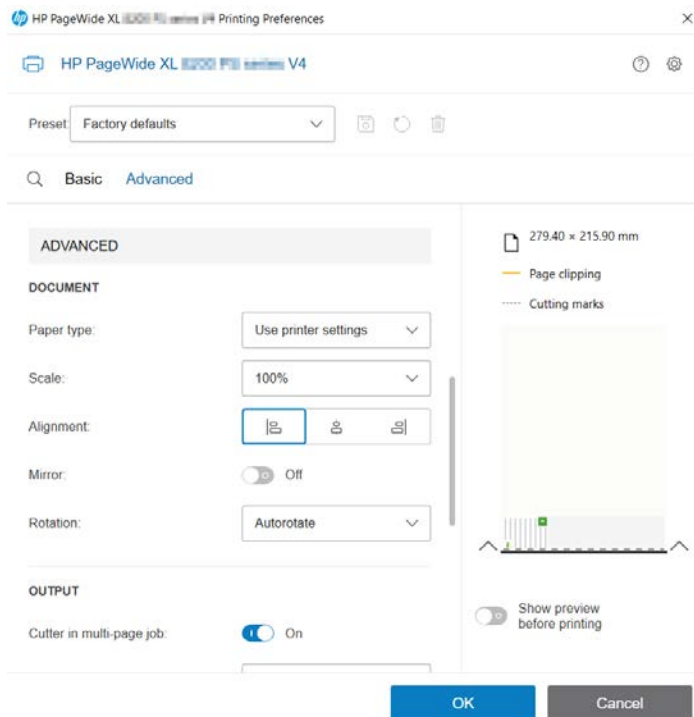 hp HP PageWide XL V4 Printing Preferences
HP PageWide XL V4
Preset: Factory defaults
Basic Advanced
ADVANCED
279.40 × 215.90 mm
Page clipping
Cutting marks
DOCUMENT
Paper type: Use printer settings
Scale: 100%
Alignment:
Mirror: Off
Rotation: Autorotate
OUTPUT
Cutter in multi-page job: On
Show preview
before printing
OK Cancel